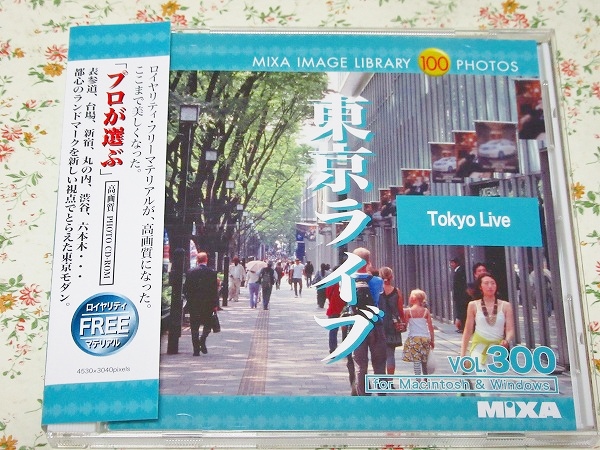 MIXA IMAGE LIBRARY 100 PHOTOS
東京ライブ
Tokyo Live
VOL.300
for Macintosh & Windows
MIXA
ロイヤリティ・フリーマテリアルが、高画質になった。
ここまで美しくなった。
「プロが選ぶ」
高画質 PHOTO CD-ROM
表参道、台場、新宿、丸の内、渋谷、六本木・・・
都心のランドマークを新しい視点でとらえた東京モダン。
ロイヤリティ
FREE
マテリアル
4530×3040pixels